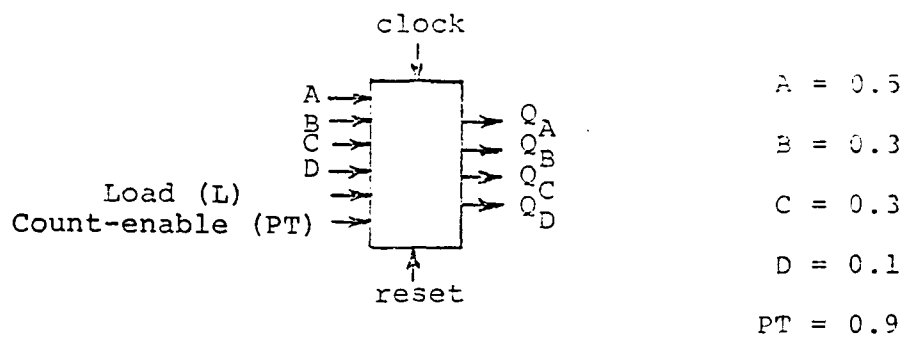 clock
A
B
C
D
Load (L)
Count-enable (PT)
Q_A
Q_B
Q_C
Q_D
reset
A = 0.5
B = 0.3
C = 0.3
D = 0.1
PT = 0.9